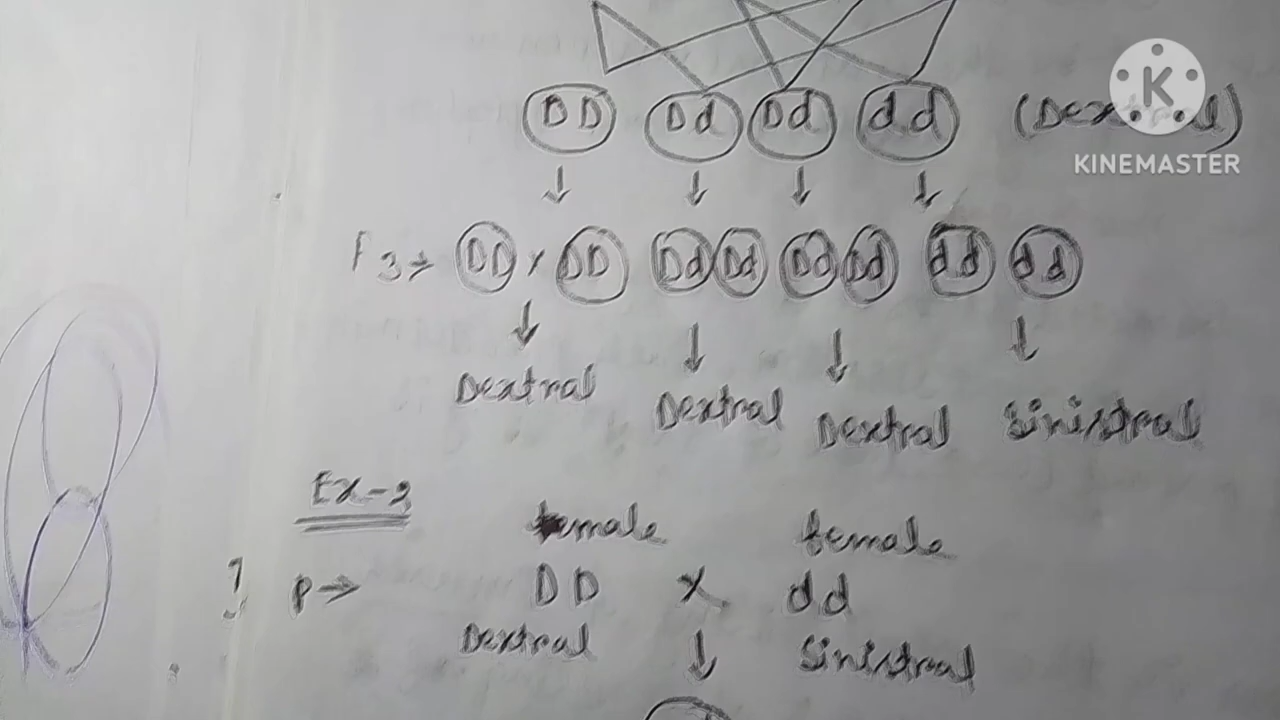 DD Dd Dd dd (Dextral)
K
KINEMASTER
F3→ DD x DD Dd Dd Dd Dd dd dd
Dextral Dextral Dextral Sinistral
Ex-2
male female
P→ DD x dd
Dextral Sinistral